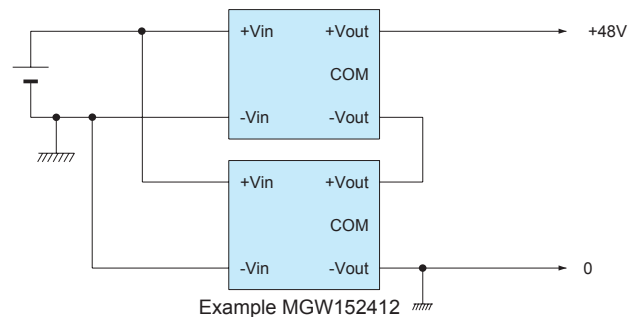 +Vin +Vout +48V
COM
-Vin -Vout
+Vin +Vout
COM
-Vin -Vout 0
Example MGW152412